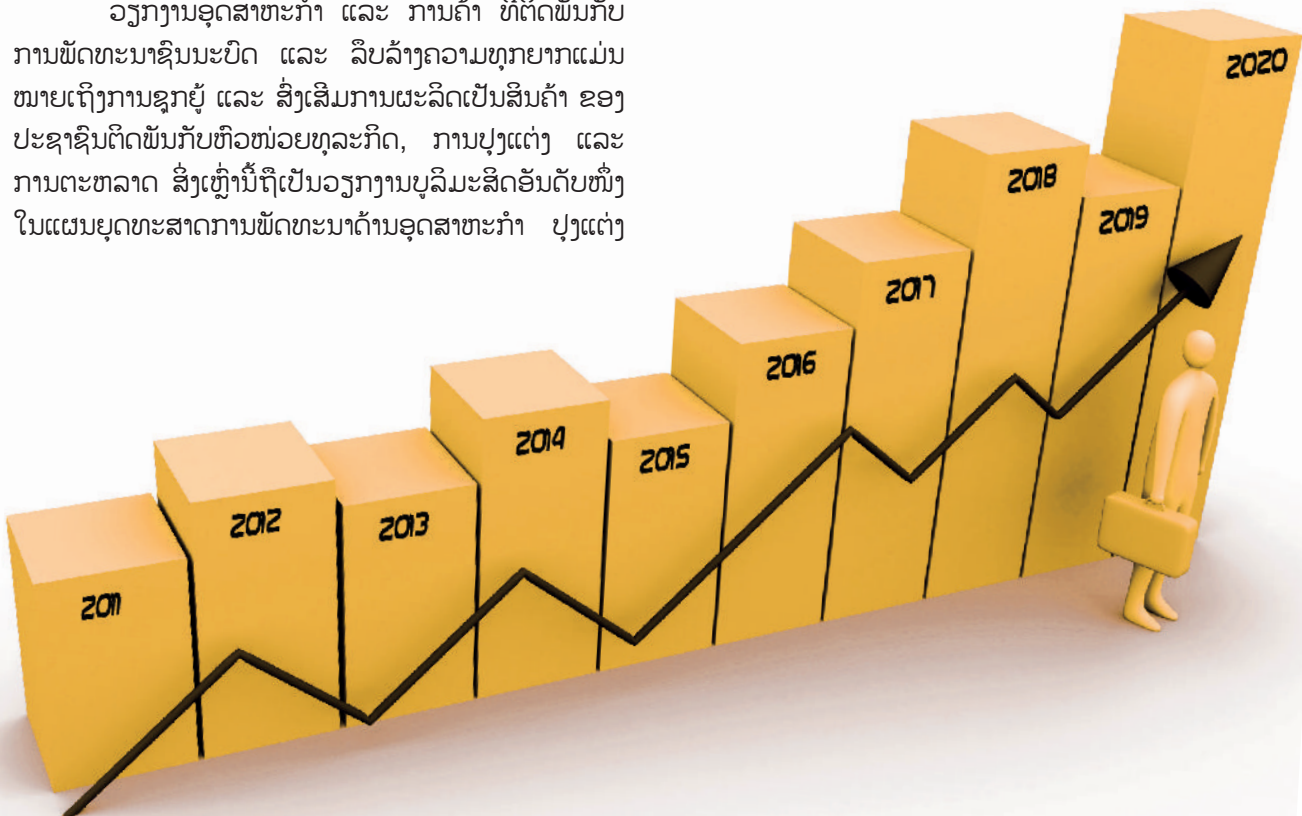 ວຽກງານອຸດສາຫະກຳ ແລະ ການຄ້າ ທີ່ຕິດພັນກັບ
ການພັດທະນາຊົນນະບົດ ແລະ ລຶບລ້າງຄວາມທຸກຍາກແມ່ນ
ໝາຍເຖິງການຊຸກຍູ້ ແລະ ສົ່ງເສີມການຜະລິດເປັນສິນຄ້າ ຂອງ
ປະຊາຊົນຕິດພັນກັບຫົວໜ່ວຍທຸລະກິດ, ການປຸງແຕ່ງ ແລະ
ການຕະຫລາດ ສິ່ງເຫຼົ່ານີ້ຖືເປັນວຽກງານບູລິມະສິດອັນດັບໜຶ່ງ
ໃນແຜນຍຸດທະສາດການພັດທະນາດ້ານອຸດສາຫະກຳ ປຸງແຕ່ງ
2011
2012
2013
2014
2015
2016
2017
2018
2019
2020